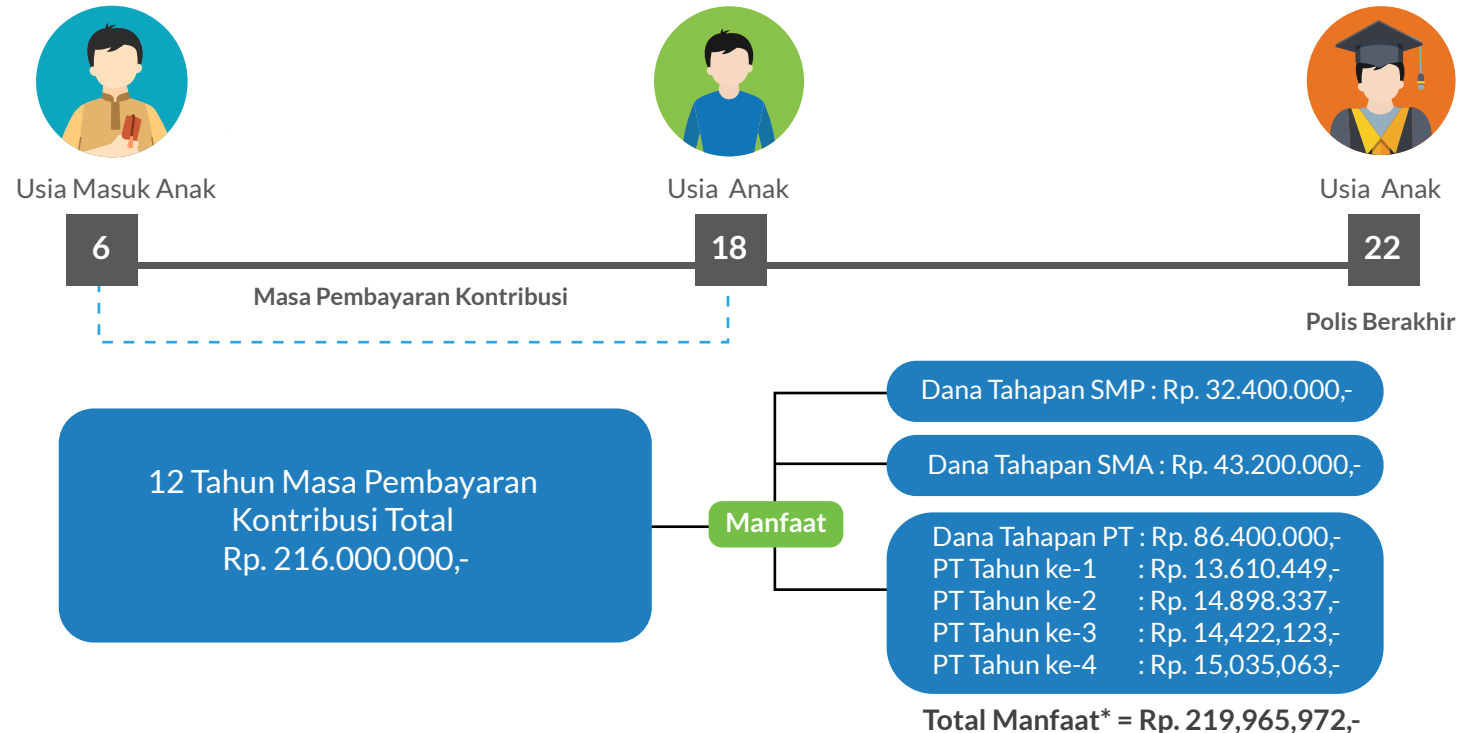 Usia Masuk Anak
Usia Anak
Usia Anak
6
18
22
Masa Pembayaran Kontribusi
Polis Berakhir
12 Tahun Masa Pembayaran
Kontribusi Total
Rp. 216.000.000,-
Manfaat
Dana Tahapan SMP : Rp. 32.400.000,-
Dana Tahapan SMA : Rp. 43.200.000,-
Dana Tahapan PT : Rp. 86.400.000,-
PT Tahun ke-1 : Rp. 13.610.449,-
PT Tahun ke-2 : Rp. 14.898.337,-
PT Tahun ke-3 : Rp. 14,422,123,-
PT Tahun ke-4 : Rp. 15,035,063,-
Total Manfaat* = Rp. 219,965,972,-